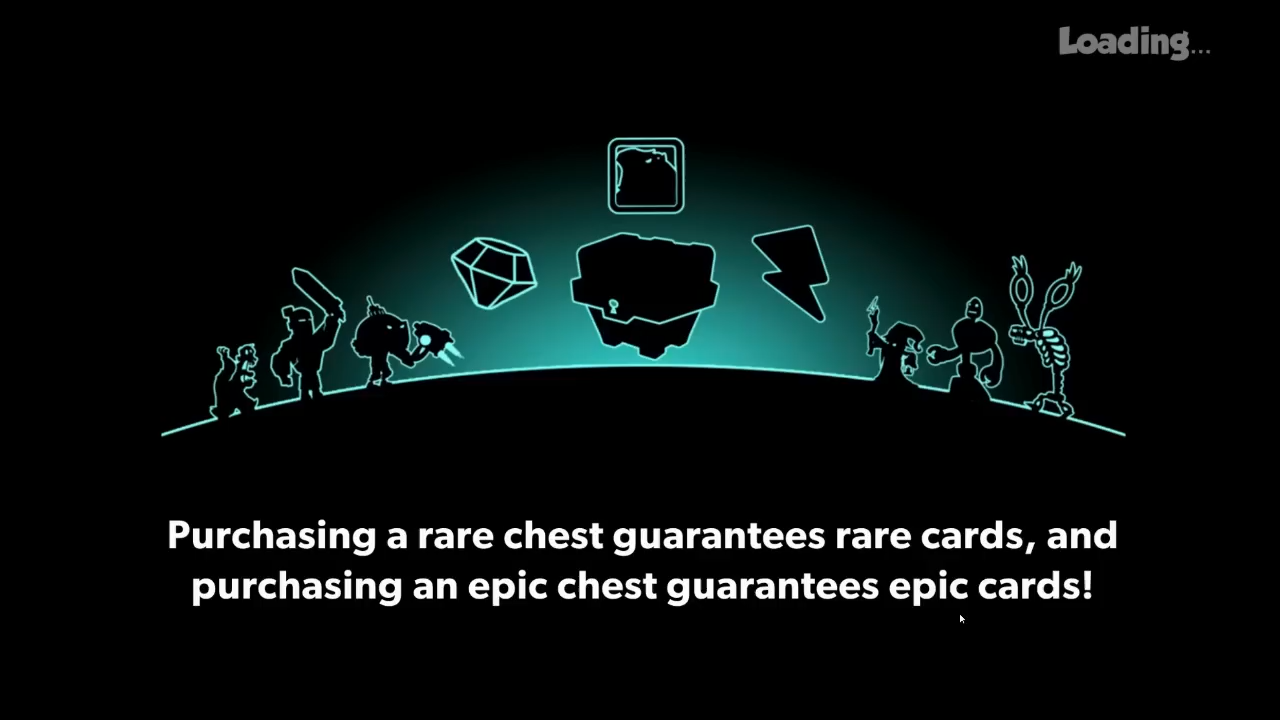 Loading...
Purchasing a rare chest guarantees rare cards, and
purchasing an epic chest guarantees epic cards!